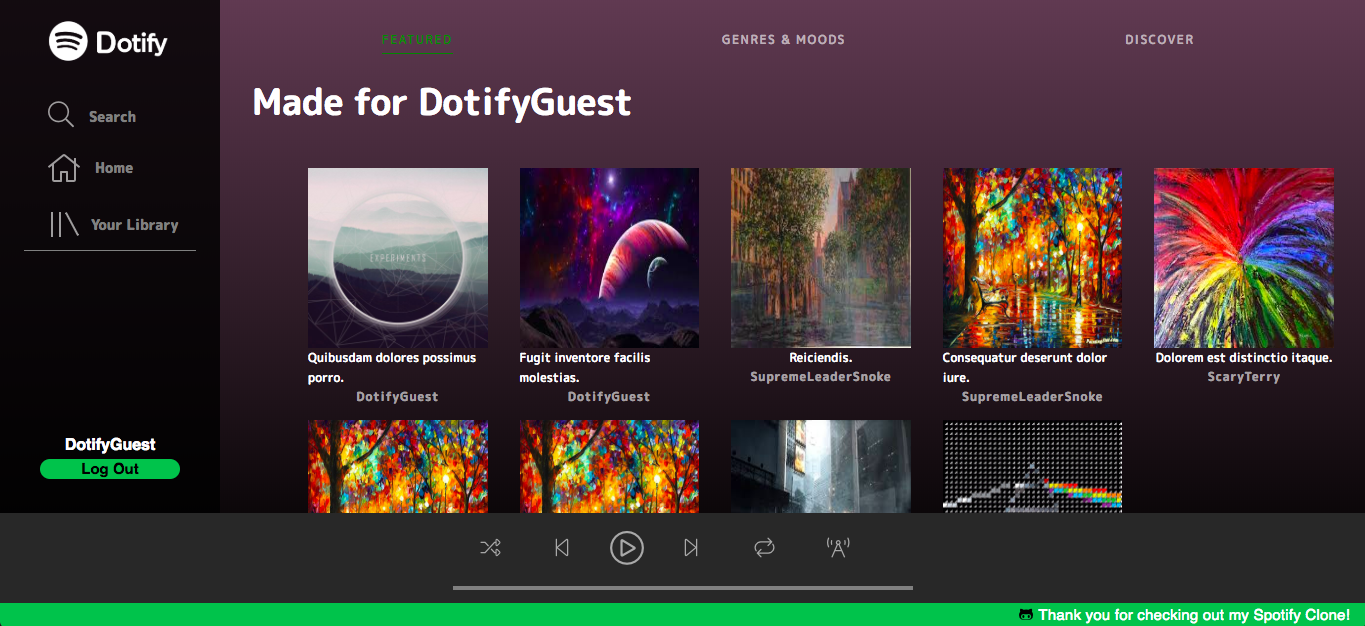 Dotify
Search
Home
Your Library
DotifyGuest
Log Out
FEATURED
GENRES & MOODS
DISCOVER
Made for DotifyGuest
EXPERIMENTS
Quibusdam dolores possimus
porro.
DotifyGuest
Fugit inventore facilis
molestias.
DotifyGuest
Reiciendis.
SupremeLeaderSnoke
Consequatur deserunt dolor
iure.
SupremeLeaderSnoke
Dolorem est distinctio itaque.
ScaryTerry
Thank you for checking out my Spotify Clone!